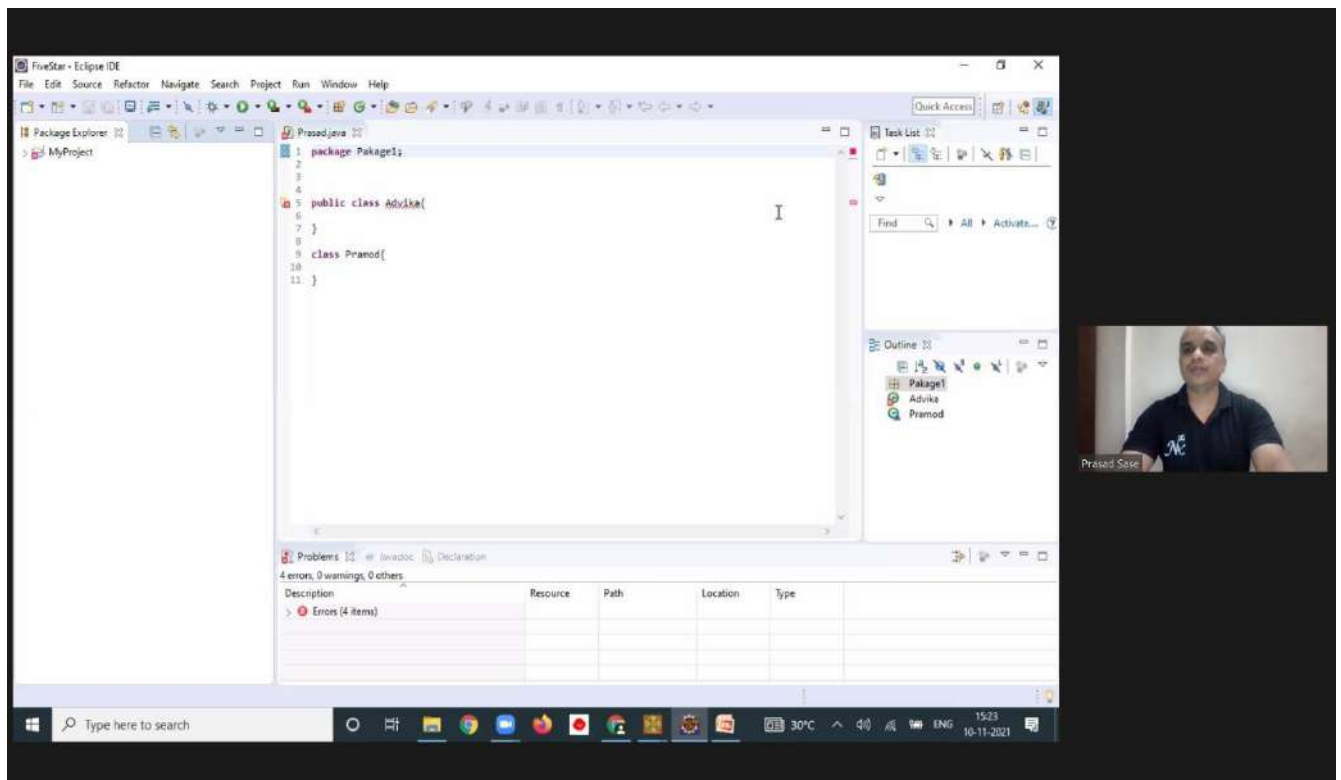 FiveStar - Eclipse IDE
File Edit Source Refactor Navigate Search Project Run Window Help
Quick Access
Package Explorer
MyProject
Prasad.java
1 package Pakage1;
2
3
4
5 public class Advika{
6
7 }
8
9 class Pramod{
10
11 }
Task List
Find All Activate...
Outline
Pakage1
Advika
Pramod
Prasad Sase
Problems Javadoc Declaration
4 errors, 0 warnings, 0 others
Description Resource Path Location Type
Errors (4 items)
Type here to search
30°C ENG 15:23
10-11-2021